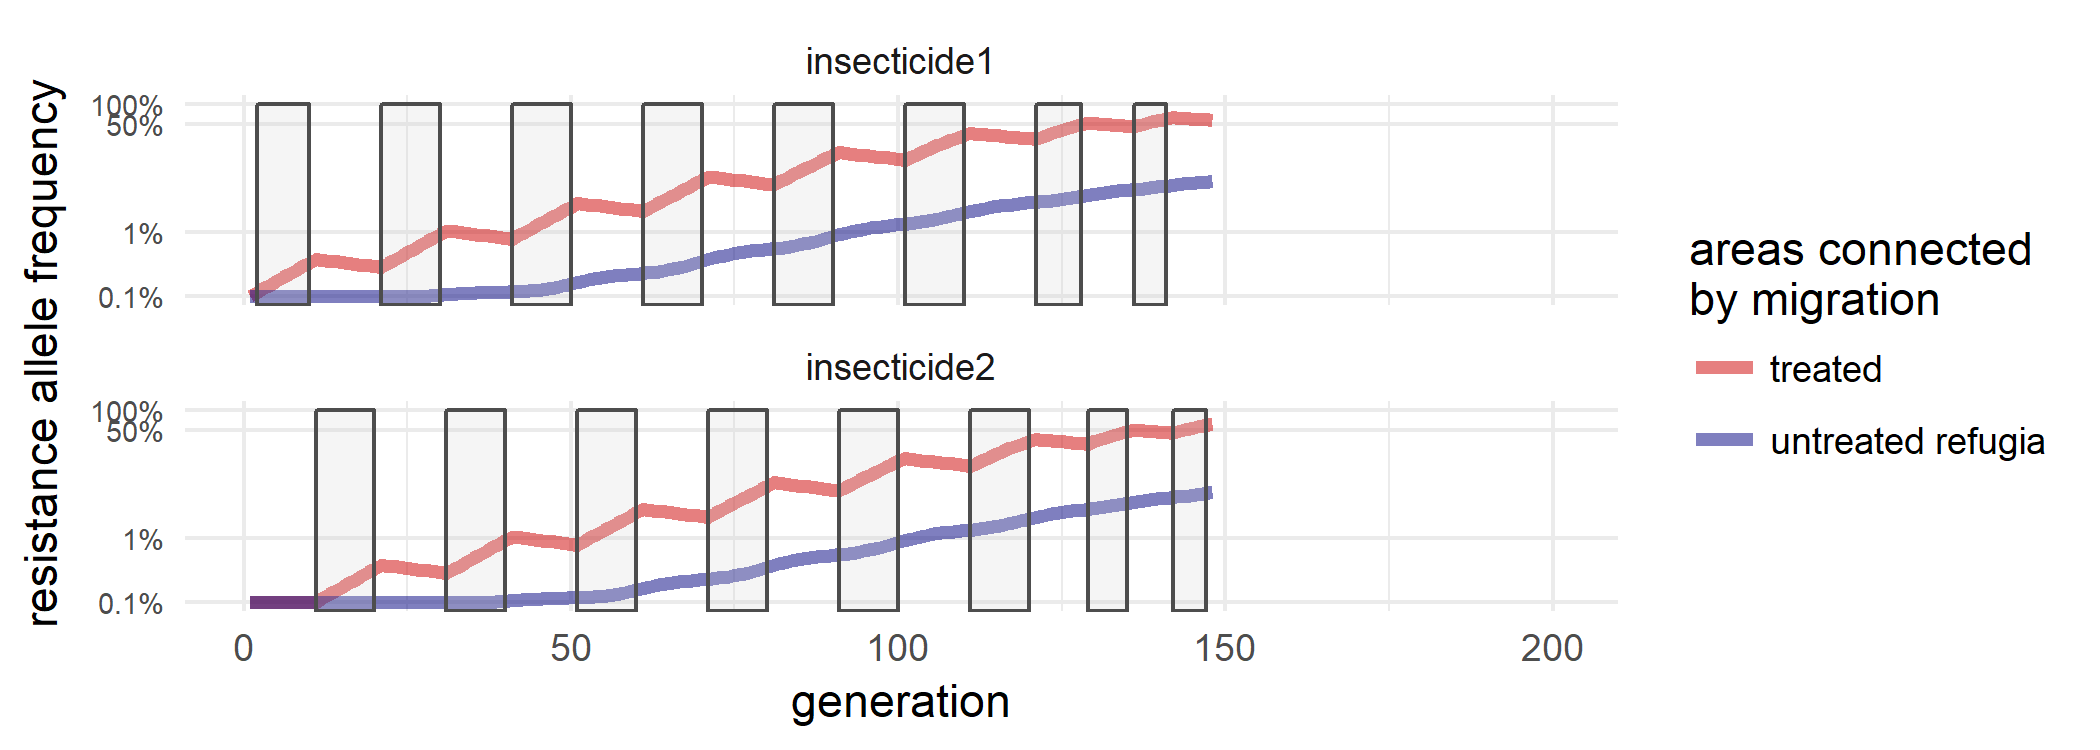 insecticide1
100%
50%
1%
0.1%
insecticide2
100%
50%
1%
0.1%
0 50 100 150 200
generation
resistance allele frequency
areas connected
by migration
treated
untreated refugia